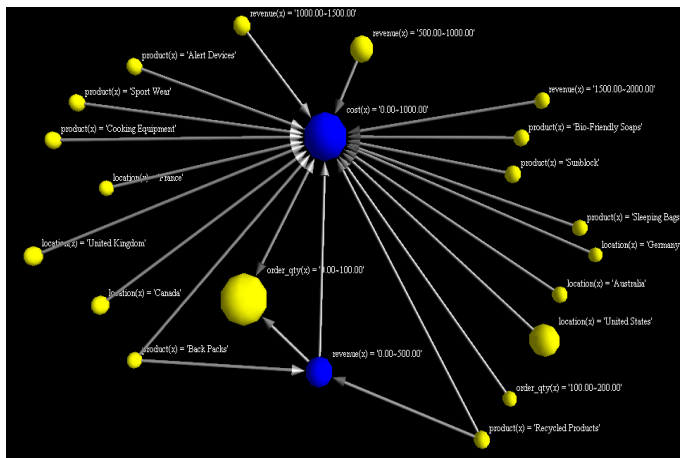 revenue(x) = '1000.00~1500.00'
revenue(x) = '500.00~1000.00'
product(x) = 'Alert Devices'
product(x) = 'Sport Wear'
revenue(x) = '1500.00~2000.00'
cost(x) = '0.00~1000.00'
product(x) = 'Cooking Equipment'
product(x) = 'Bio-Friendly Soaps'
product(x) = 'Sunblock'
location(x) = 'France'
product(x) = 'Sleeping Bags
location(x) = 'United Kingdom'
location(x) = 'Germany'
order_qty(x) = '0.00~100.00'
location(x) = 'Canada'
location(x) = 'Australia'
location(x) = 'United States'
product(x) = 'Back Packs'
revenue(x) = '0.00~500.00'
order_qty(x) = '100.00~200.00'
product(x) = 'Recycled Products'